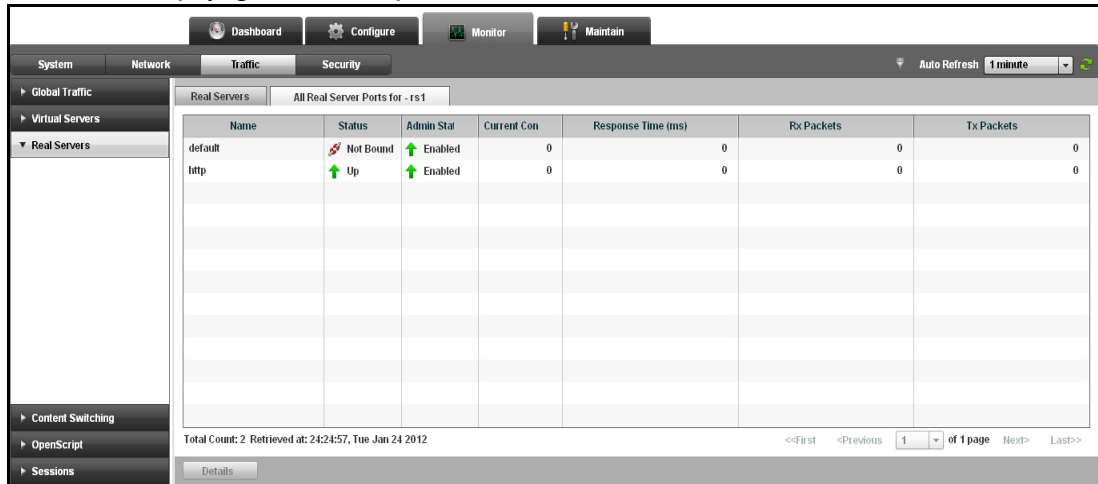 Dashboard Configure Monitor Maintain
System Network Traffic Security Auto Refresh 1 minute
Global Traffic
Virtual Servers
Real Servers
Real Servers All Real Server Ports for - rs1
Name Status Admin Stat Current Con Response Time (ms) Rx Packets Tx Packets
default Not Bound Enabled 0 0 0 0
http Up Enabled 0 0 0 0
Total Count: 2 Retrieved at: 24:24:57, Tue Jan 24 2012 <<First <Previous 1 of 1 page Next> Last>>
Content Switching
OpenScript
Sessions
Details